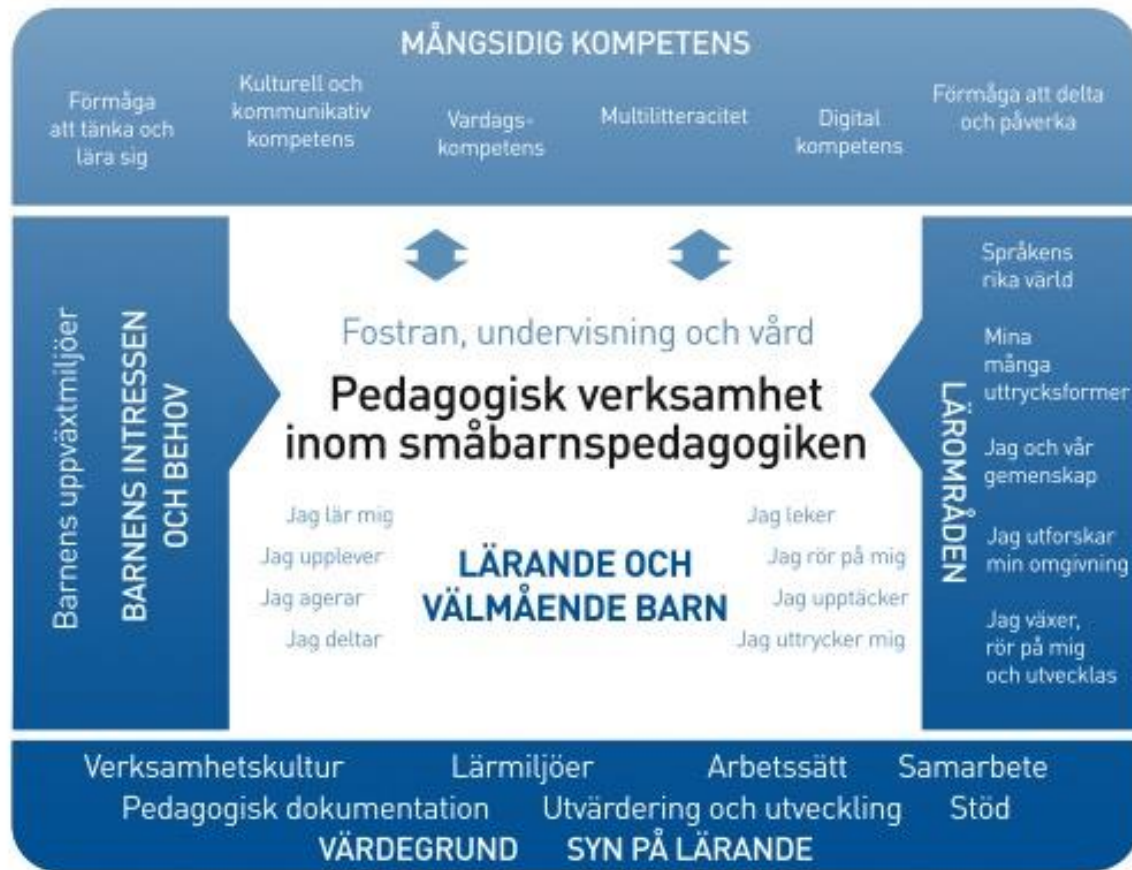 MÅNGSIDIG KOMPETENS
Förmåga
att tänka och
lära sig
Kulturell och
kommunikativ
kompetens
Vardags-
kompetens
Multilitteracitet
Digital
kompetens
Förmåga att delta
och påverka
Barnens uppväxtmiljöer
BARNENS INTRESSEN
OCH BEHOV
Fostran, undervisning och vård
Pedagogisk verksamhet
inom småbarnspedagogiken
Jag lär mig
Jag upplever
Jag agerar
Jag deltar
LÄRANDE OCH
VÄLMÅENDE BARN
Jag leker
Jag rör på mig
Jag upptäcker
Jag uttrycker mig
LÄROMRÅDEN
Språkens
rika värld
Mina
många
uttrycksformer
Jag och vår
gemenskap
Jag utforskar
min omgivning
Jag växer,
rör på mig
och utvecklas
Verksamhetskultur Lärmiljöer Arbetssätt Samarbete
Pedagogisk dokumentation Utvärdering och utveckling Stöd
VÄRDEGRUND SYN PÅ LÄRANDE